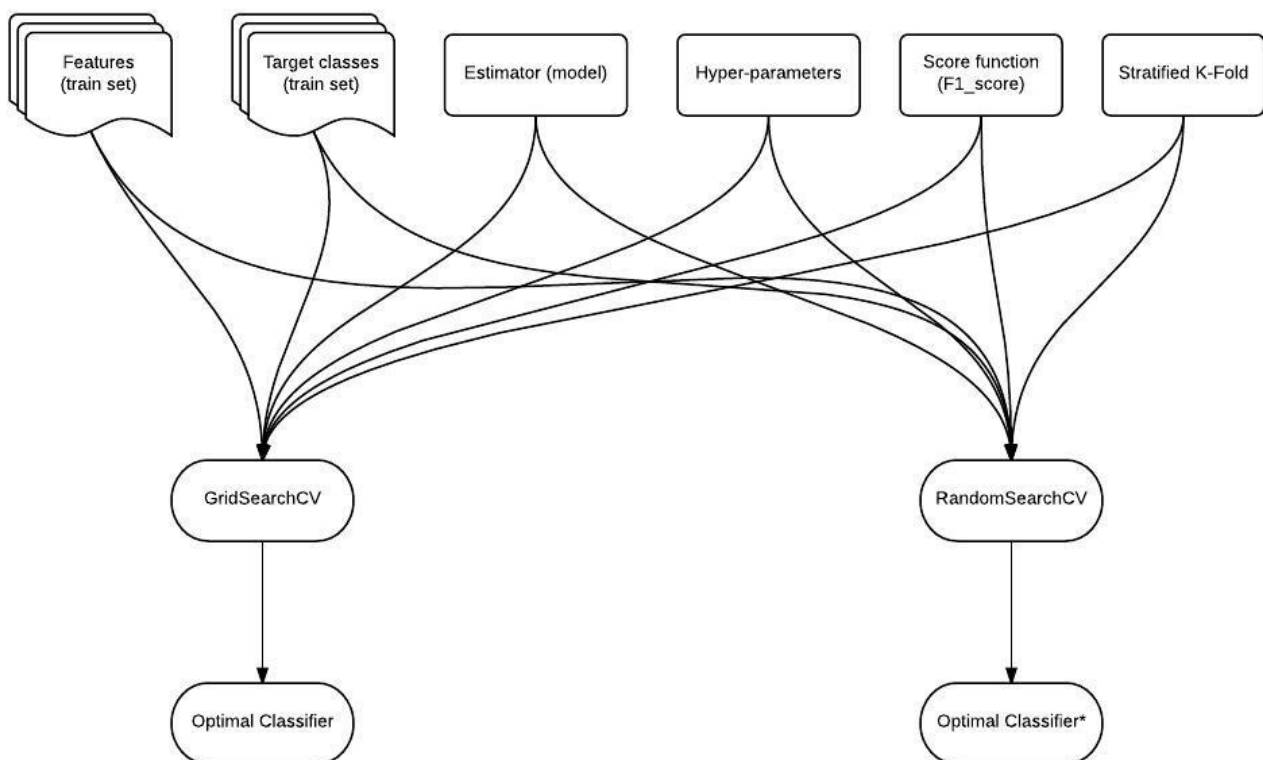 Features
(train set)
Target classes
(train set)
Estimator (model)
Hyper-parameters
Score function
(F1_score)
Stratified K-Fold
GridSearchCV
RandomSearchCV
Optimal Classifier
Optimal Classifier*